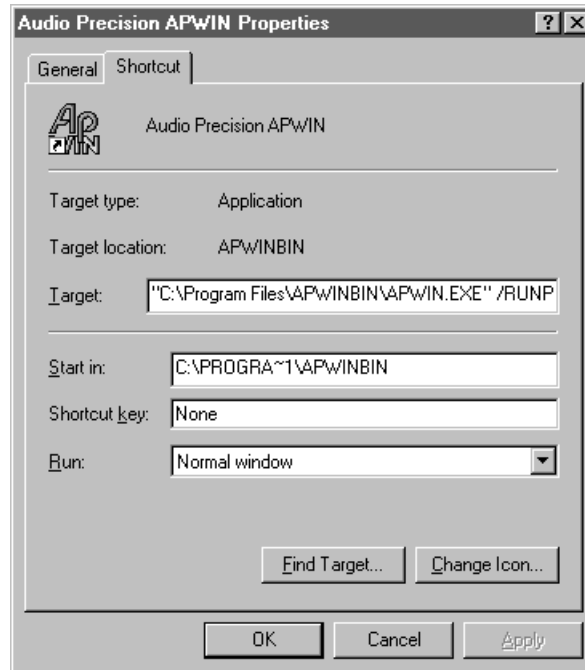 Audio Precision APWIN Properties ? ×
General Shortcut
Ap
WIN
Audio Precision APWIN
Target type: Application
Target location: APWINBIN
Target: "C:\Program Files\APWINBIN\APWIN.EXE" /RUNP
Start in: C:\PROGRA~1\APWINBIN
Shortcut key: None
Run: Normal window
Find Target... Change Icon...
OK Cancel Apply